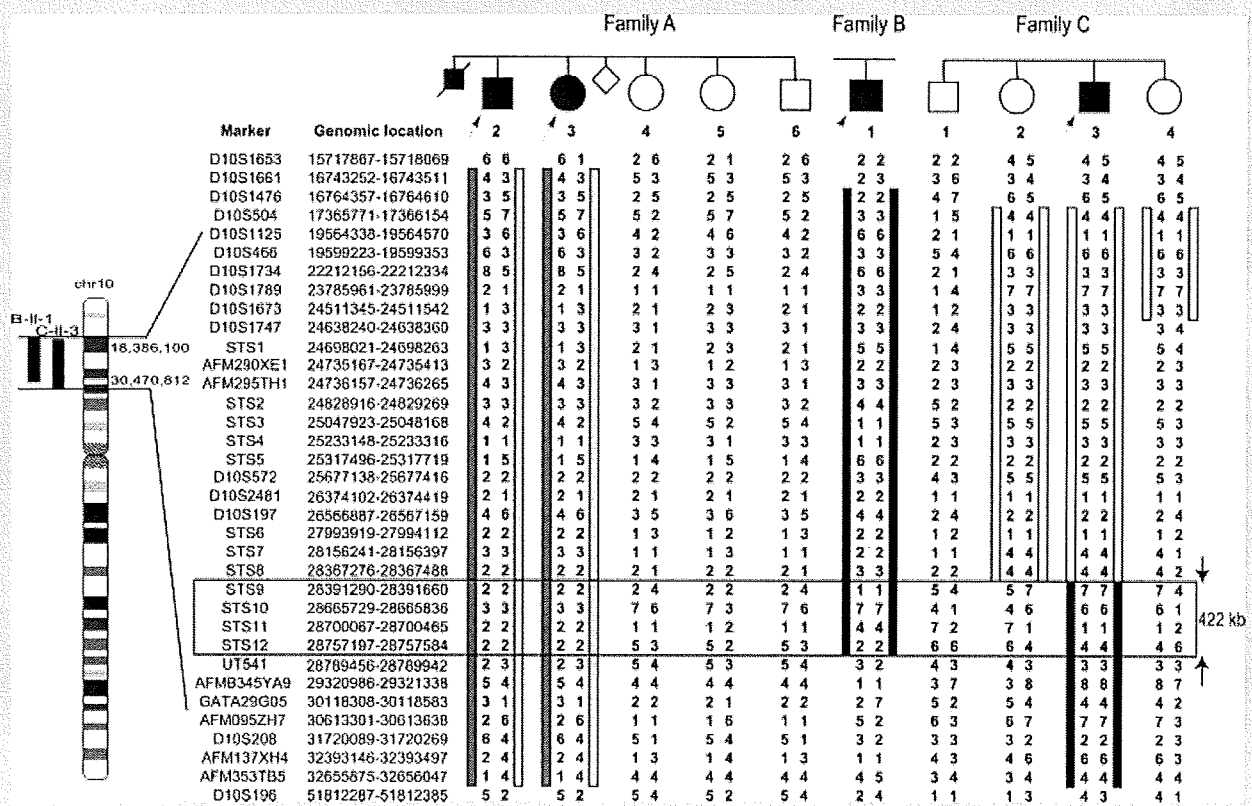 Family A Family B Family C
2 3 4 5 6 1 1 2 3 4
Marker Genomic location
D10S1653 15717867-15718069 6 6 6 1 2 6 2 1 2 6 2 2 2 2 4 5 4 5 4 5
D10S1661 16743252-16743511 4 3 4 3 5 3 5 3 5 3 2 3 3 6 3 4 3 4 3 4
D10S1476 16764357-16764610 3 5 3 5 2 5 2 5 2 5 2 2 4 7 6 5 6 5 6 5
D10S504 17365771-17366154 5 7 5 7 5 2 5 7 5 2 3 3 1 5 4 4 4 4 4 4
D10S1125 19564338-19564570 3 6 3 6 4 2 4 6 4 2 6 6 2 1 1 1 1 1 1 1
D10S466 19599223-19599353 6 3 6 3 3 2 3 3 3 2 3 3 5 4 6 6 6 6 6 6
D10S1734 22212156-22212334 8 5 8 5 2 4 2 5 2 4 6 6 2 1 3 3 3 3 3 3
D10S1789 23785961-23785999 2 1 2 1 1 1 1 1 1 1 3 3 1 4 7 7 7 7 7 7
D10S1673 24511345-24511542 1 3 1 3 2 1 2 3 2 1 2 2 1 2 3 3 3 3 3 3
D10S1747 24638240-24638360 3 3 3 3 3 1 3 3 3 1 3 3 2 4 3 3 3 3 3 4
STS1 24698021-24698263 1 3 1 3 2 1 2 3 2 1 5 5 1 4 5 5 5 5 5 4
AFM290XE1 24735167-24735413 3 2 3 2 1 3 1 2 1 3 2 2 2 3 2 2 2 2 2 3
AFM295TH1 24736157-24736265 4 3 4 3 3 1 3 3 3 1 3 3 2 3 3 3 3 3 3 3
STS2 24828916-24829269 3 3 3 3 3 2 3 3 3 2 4 4 5 2 2 2 2 2 2 2
STS3 25047923-25048168 4 2 4 2 5 4 5 2 5 4 1 1 5 3 5 5 5 5 5 3
STS4 25233148-25233316 1 1 1 1 3 3 3 1 3 3 1 1 2 3 3 3 3 3 3 3
STS5 25317496-25317719 1 5 1 5 1 4 1 5 1 4 6 6 2 2 2 2 2 2 2 2
D10S572 25677138-25677416 2 2 2 2 2 2 2 2 2 2 3 3 4 3 5 5 5 5 5 3
D10S2481 26374102-26374419 2 1 2 1 2 1 2 1 2 1 2 2 1 1 1 1 1 1 1 1
D10S197 26566887-26567159 4 6 4 6 3 5 3 6 3 5 4 4 2 4 2 2 2 2 2 4
STS6 27993919-27994112 2 2 2 2 1 3 1 2 1 3 2 2 1 2 1 1 1 1 1 2
STS7 28156241-28156397 3 3 3 3 1 1 1 3 1 1 2 2 1 1 4 4 4 4 4 1
STS8 28367276-28367488 2 2 2 2 2 1 2 2 2 1 3 3 2 2 4 4 4 4 4 2
STS9 28391290-28391660 2 2 2 2 2 4 2 2 2 4 1 1 5 4 5 7 7 7 7 4
STS10 28665729-28665836 3 3 3 3 7 6 7 3 7 6 7 7 4 1 4 6 6 6 6 1
STS11 28700067-28700465 2 2 2 2 1 1 1 2 1 1 4 4 7 2 7 1 1 1 1 2
STS12 28757197-28757584 2 2 2 2 5 3 5 2 5 3 2 2 6 6 6 4 4 4 4 6
UT541 28789456-28789942 2 3 2 3 5 4 5 3 5 4 3 2 4 3 4 3 3 3 3 3
AFMB345YA9 29320986-29321338 5 4 5 4 4 4 4 4 4 4 1 1 3 7 3 8 8 8 8 7
GATA29G05 30118308-30118583 3 1 3 1 2 2 2 1 2 2 2 7 5 2 5 4 4 4 4 2
AFM095ZH7 30613301-30613638 2 6 2 6 1 1 1 6 1 1 5 2 6 3 6 7 7 7 7 3
D10S208 31720089-31720269 6 4 6 4 5 1 5 4 5 1 3 2 3 3 3 2 2 2 2 3
AFM137XH4 32393146-32393497 2 4 2 4 1 3 1 4 1 3 1 1 4 3 4 6 6 4 6 3
AFM353TB5 32655875-32656047 1 4 1 4 4 4 4 4 4 4 4 5 3 4 3 4 4 4 4 4
D10S196 51812287-51812385 5 2 5 2 5 4 5 2 5 4 2 4 1 1 1 3 4 3 4 1
chr10
B-II-1
C-II-3
18,386,100
30,470,812
422 kb